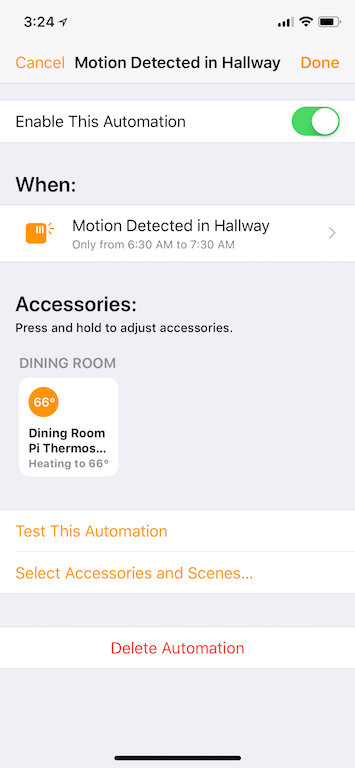 3:24
Cancel Motion Detected in Hallway Done
Enable This Automation
When:
Motion Detected in Hallway
Only from 6:30 AM to 7:30 AM
Accessories:
Press and hold to adjust accessories.
DINING ROOM
66°
Dining Room
Pi Thermos...
Heating to 66°
Test This Automation
Select Accessories and Scenes...
Delete Automation